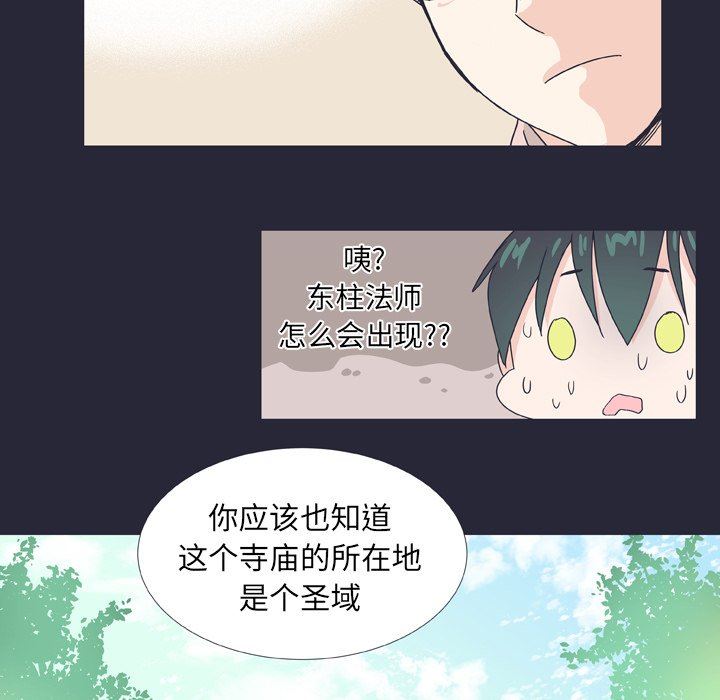 咦?
东柱法师
怎么会出现??
你应该也知道
这个寺庙的所在地
是个圣域